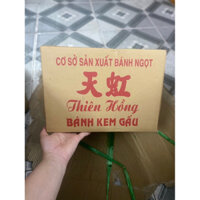 CƠ SỞ SẢN XUẤT BÁNH NGỌT
天虹
Thiên Hồng
BÁNH KEM GẤU